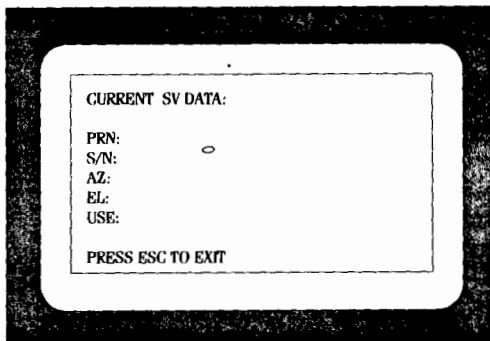 CURRENT SV DATA:
PRN:
S/N:
AZ:
EL:
USE:
PRESS ESC TO EXIT